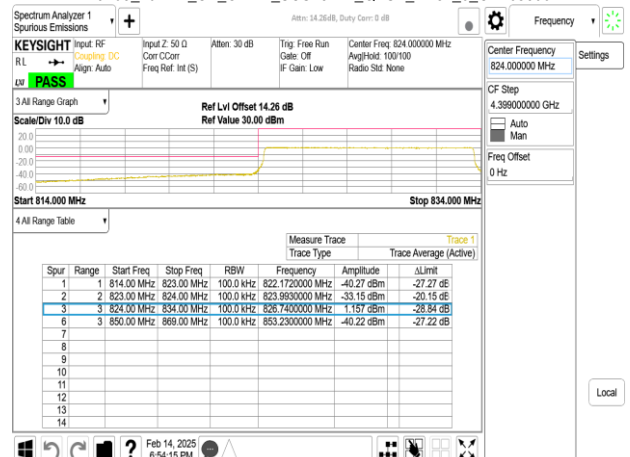 Spectrum Analyzer 1
Spurious Emissions
Attn: 14.26dB, Duty Corr: 0 dB
Frequency
KEYSIGHT
Input: RF
Input Z: 50 Ω
Atten: 30 dB
Trig: Free Run
Center Freq: 824.000000 MHz
RL
Coupling: DC
Corr CCorr
Gate: Off
Avg|Hold: 100/100
Align: Auto
Freq Ref: Int (S)
IF Gain: Low
Radio Std: None
LXI
PASS
Center Frequency
824.000000 MHz
Settings
CF Step
4.399000000 GHz
Auto
Man
Freq Offset
0 Hz
3 All Range Graph
Ref Lvl Offset 14.26 dB
Scale/Div 10.0 dB
Ref Value 30.00 dBm
20.0
0.00
-20.0
-40.0
-60.0
Start 814.000 MHz
Stop 834.000 MHz
4 All Range Table
Measure Trace
Trace 1
Trace Type
Trace Average (Active)
Spur Range Start Freq Stop Freq RBW Frequency Amplitude ΔLimit
1 1 814.00 MHz 823.00 MHz 100.0 kHz 822.1720000 MHz -40.27 dBm -27.27 dB
2 2 823.00 MHz 824.00 MHz 100.0 kHz 823.9930000 MHz -33.15 dBm -20.15 dB
3 3 824.00 MHz 834.00 MHz 100.0 kHz 826.7400000 MHz 1.157 dBm -28.84 dB
6 3 850.00 MHz 869.00 MHz 100.0 kHz 853.2300000 MHz -40.22 dBm -27.22 dB
7
8
9
10
11
12
13
14
Local
Feb 14, 2025
6:54:15 PM